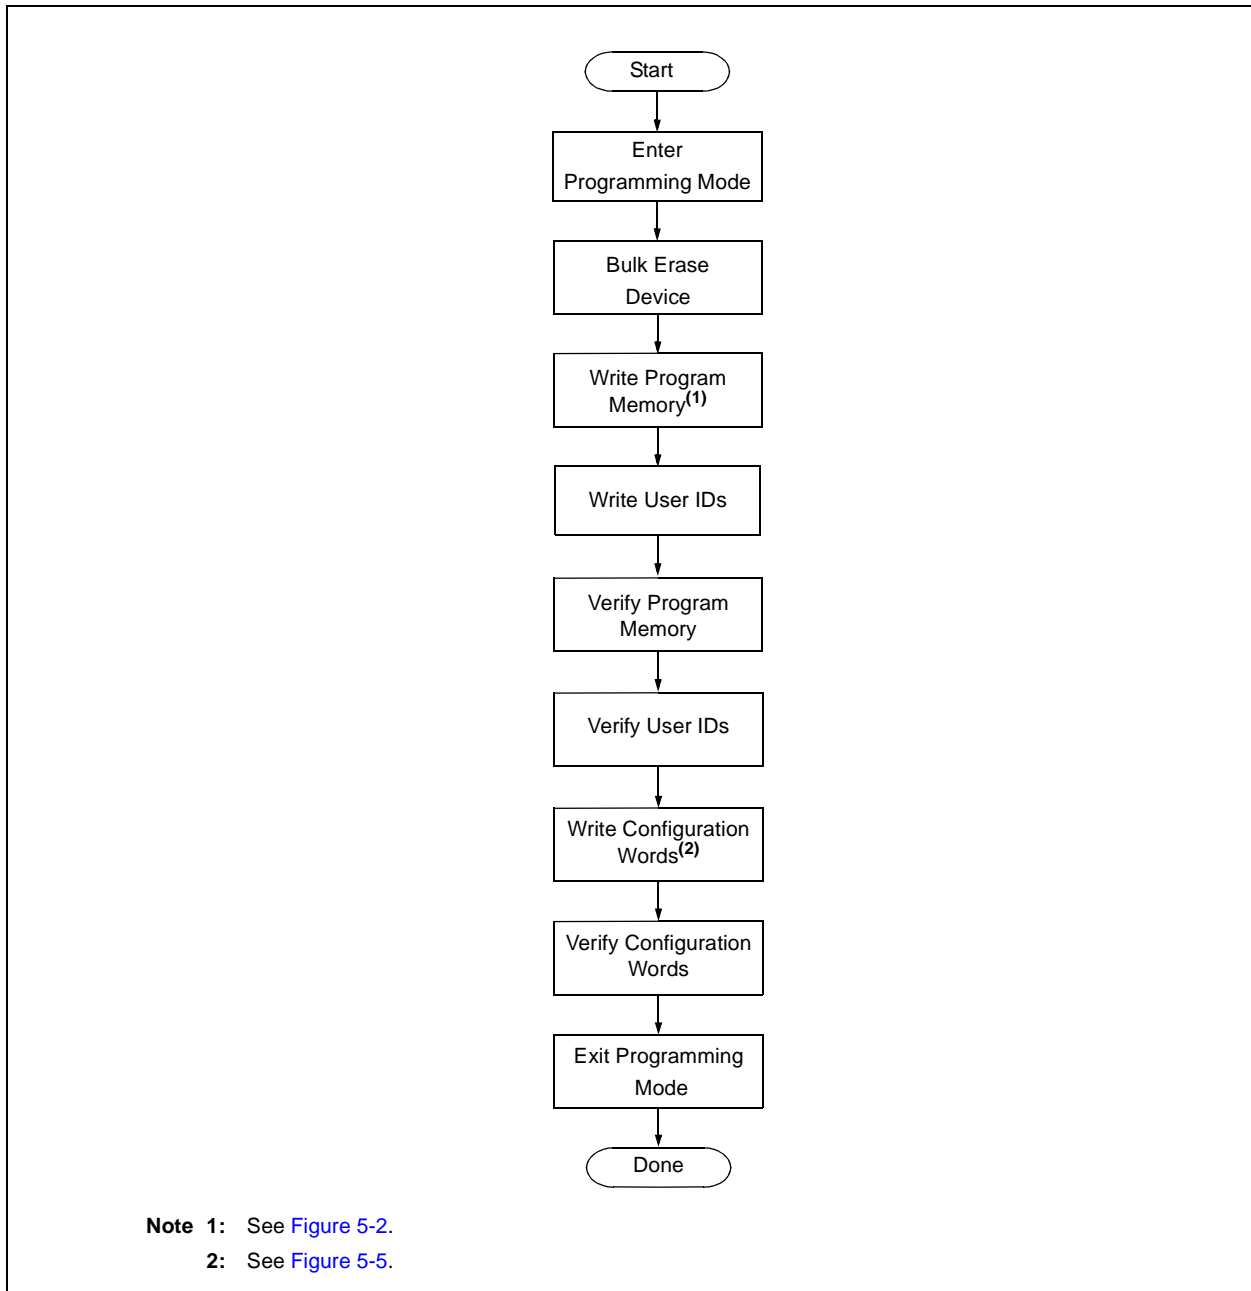 Start
Enter
Programming Mode
Bulk Erase
Device
Write Program
Memory(1)
Write User IDs
Verify Program
Memory
Verify User IDs
Write Configuration
Words(2)
Verify Configuration
Words
Exit Programming
Mode
Done
Note 1: See Figure 5-2.
2: See Figure 5-5.